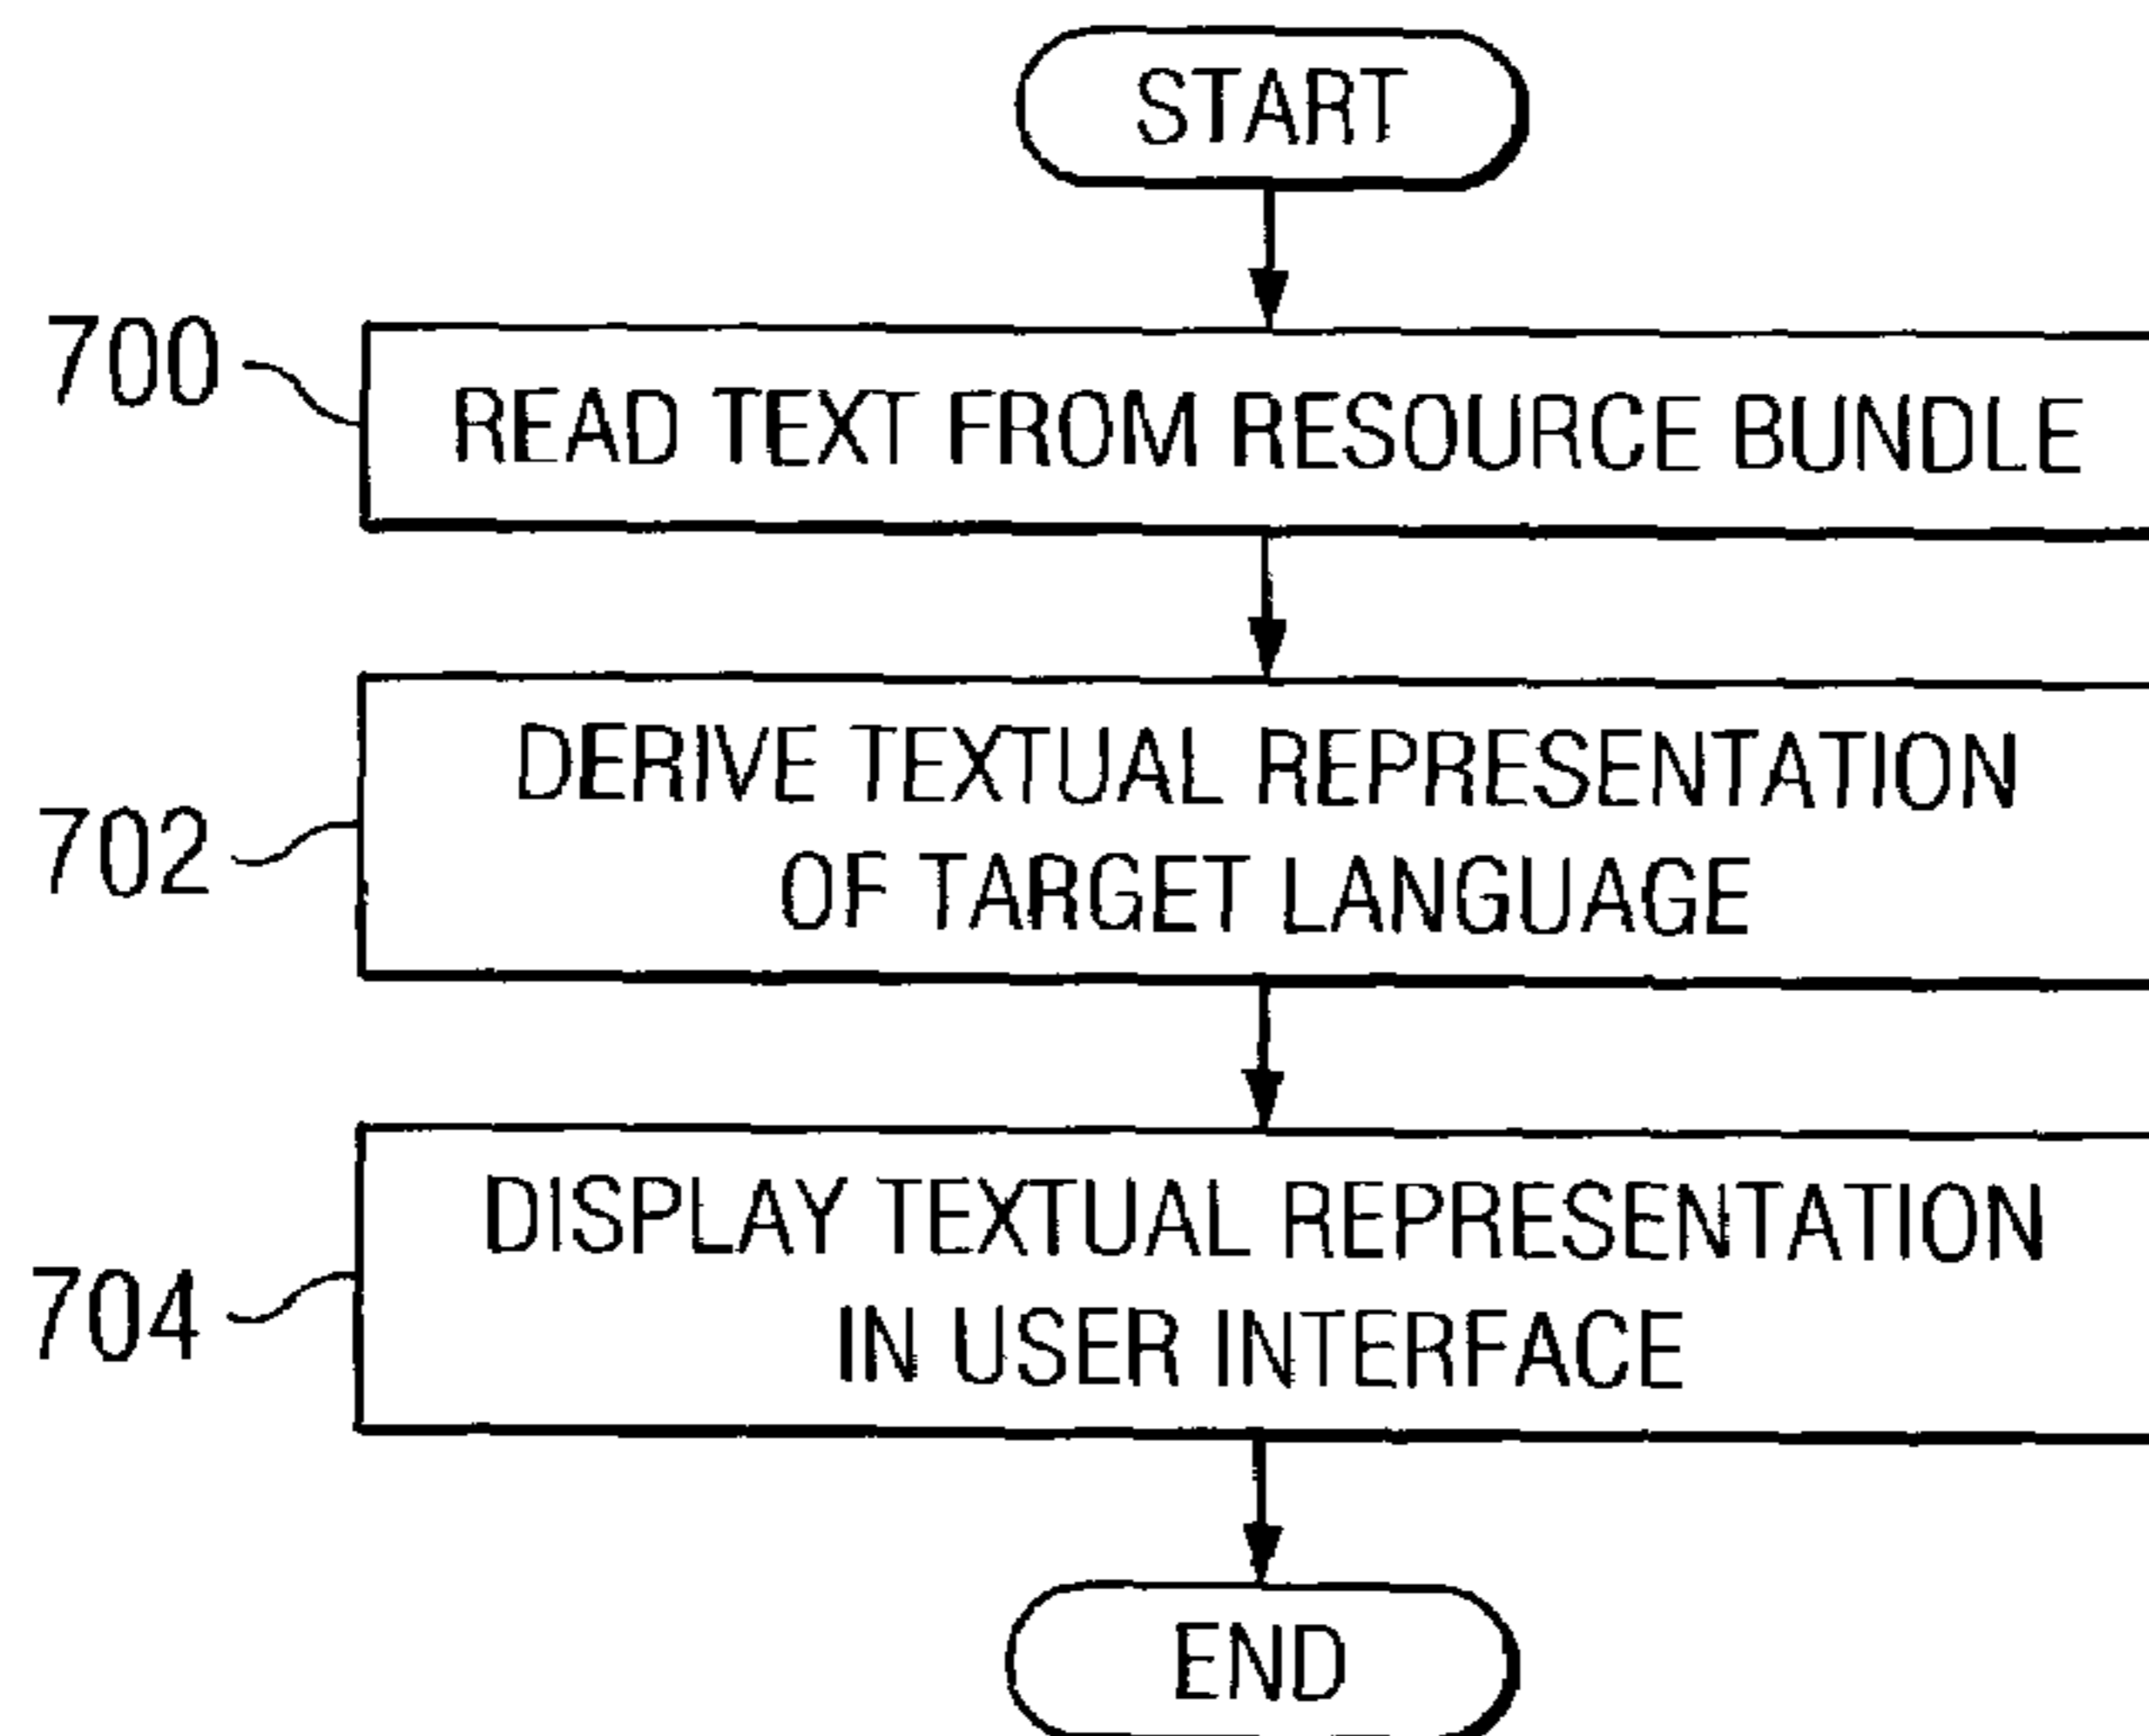 START
700
READ TEXT FROM RESOURCE BUNDLE
702
DERIVE TEXTUAL REPRESENTATION
OF TARGET LANGUAGE
704
DISPLAY TEXTUAL REPRESENTATION
IN USER INTERFACE
END